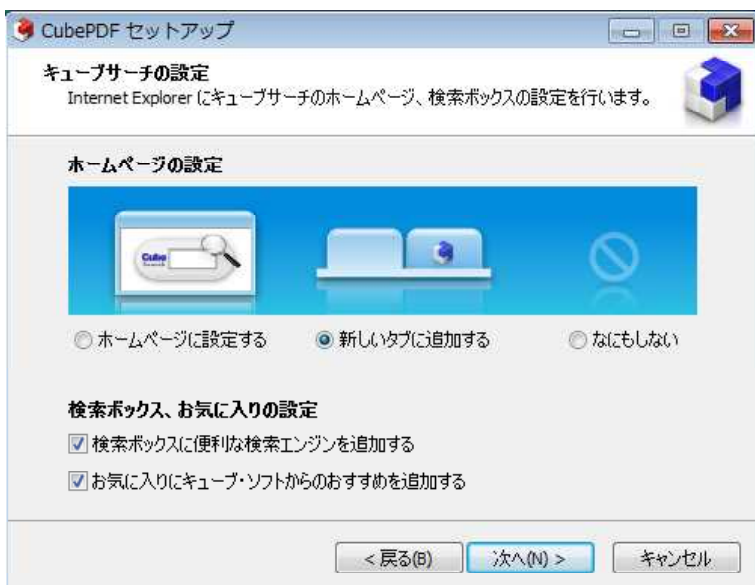 CubePDF セットアップ
キューブサーチの設定
Internet Explorer にキューブサーチのホームページ、検索ボックスの設定を行います。
ホームページの設定
Cube
ホームページに設定する
新しいタブに追加する
なにもしない
検索ボックス、お気に入りの設定
検索ボックスに便利な検索エンジンを追加する
お気に入りにキューブ・ソフトからのおすすめを追加する
< 戻る(B)
次へ(N) >
キャンセル